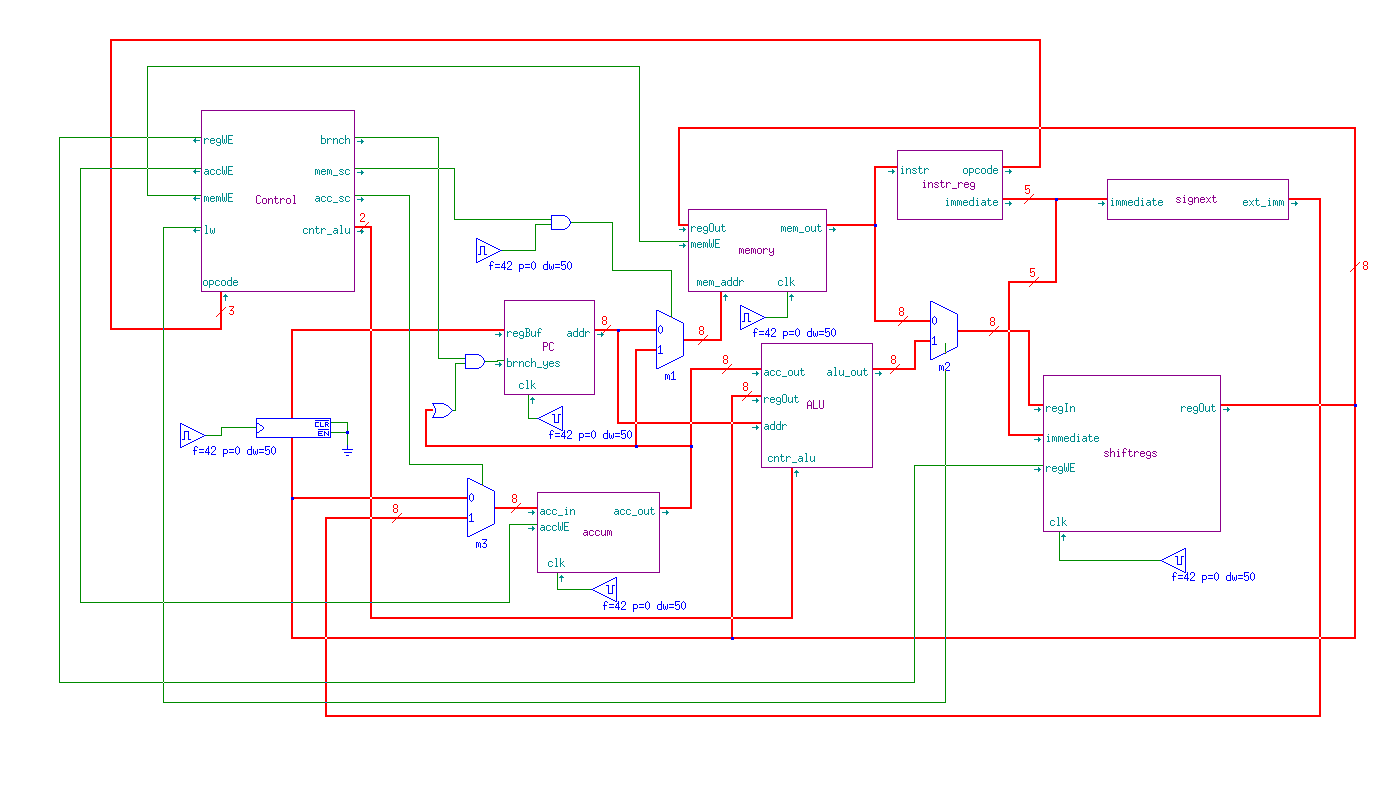 regWE
brnch
accWE
mem_sc
memWE
Control
acc_sc
lw
cntr_alu
2
opcode
3
f=42 p=0 dw=50
regOut
mem_out
memWE
memory
mem_addr
clk
f=42 p=0 dw=50
instr
opcode
instr_reg
immediate
5
immediate
signext
ext_imm
5
8
regBuf
addr
PC
brnch_yes
clk
8
f=42 p=0 dw=50
0
1
m1
8
8
0
1
m2
8
8
acc_out
alu_out
8
8
regOut
ALU
addr
cntr_alu
CLR
EN
f=42 p=0 dw=50
regIn
regOut
immediate
shiftregs
regWE
clk
f=42 p=0 dw=50
0
1
m3
8
8
acc_in
acc_out
accWE
accum
clk
f=42 p=0 dw=50